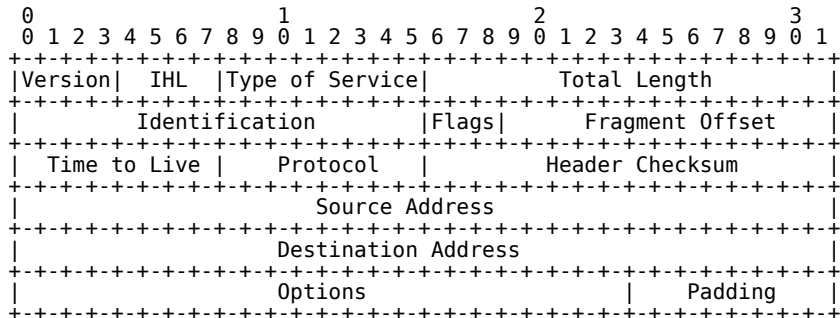 0                   1                   2                   3
 0 1 2 3 4 5 6 7 8 9 0 1 2 3 4 5 6 7 8 9 0 1 2 3 4 5 6 7 8 9 0 1
+-+-+-+-+-+-+-+-+-+-+-+-+-+-+-+-+-+-+-+-+-+-+-+-+-+-+-+-+-+-+-+-+
|Version|  IHL  |Type of Service|          Total Length         |
+-+-+-+-+-+-+-+-+-+-+-+-+-+-+-+-+-+-+-+-+-+-+-+-+-+-+-+-+-+-+-+-+
|         Identification        |Flags|      Fragment Offset    |
+-+-+-+-+-+-+-+-+-+-+-+-+-+-+-+-+-+-+-+-+-+-+-+-+-+-+-+-+-+-+-+-+
|  Time to Live |    Protocol   |         Header Checksum       |
+-+-+-+-+-+-+-+-+-+-+-+-+-+-+-+-+-+-+-+-+-+-+-+-+-+-+-+-+-+-+-+-+
|                       Source Address                          |
+-+-+-+-+-+-+-+-+-+-+-+-+-+-+-+-+-+-+-+-+-+-+-+-+-+-+-+-+-+-+-+-+
|                    Destination Address                        |
+-+-+-+-+-+-+-+-+-+-+-+-+-+-+-+-+-+-+-+-+-+-+-+-+-+-+-+-+-+-+-+-+
|                    Options                    |    Padding    |
+-+-+-+-+-+-+-+-+-+-+-+-+-+-+-+-+-+-+-+-+-+-+-+-+-+-+-+-+-+-+-+-+